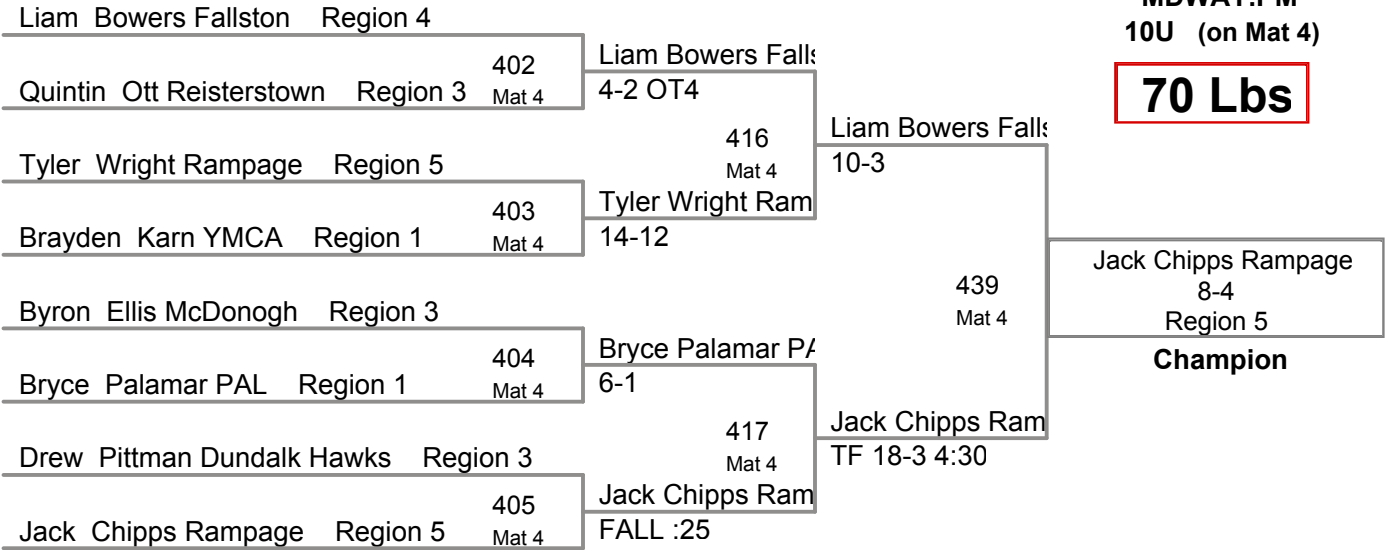 10U (on Mat 4)
70 Lbs
Liam Bowers Fallston Region 4
402
Mat 4
Quintin Ott Reisterstown Region 3
Liam Bowers Falls
4-2 OT4
Tyler Wright Rampage Region 5
403
Mat 4
Brayden Karn YMCA Region 1
416
Mat 4
Tyler Wright Ram
14-12
Liam Bowers Falls
10-3
Byron Ellis McDonogh Region 3
404
Mat 4
Bryce Palamar PAL Region 1
Bryce Palamar PA
6-1
Drew Pittman Dundalk Hawks Region 3
405
Mat 4
Jack Chipps Rampage Region 5
417
Mat 4
Jack Chipps Ram
FALL :25
Jack Chipps Ram
TF 18-3 4:30
439
Mat 4
Jack Chipps Rampage
8-4
Region 5
Champion